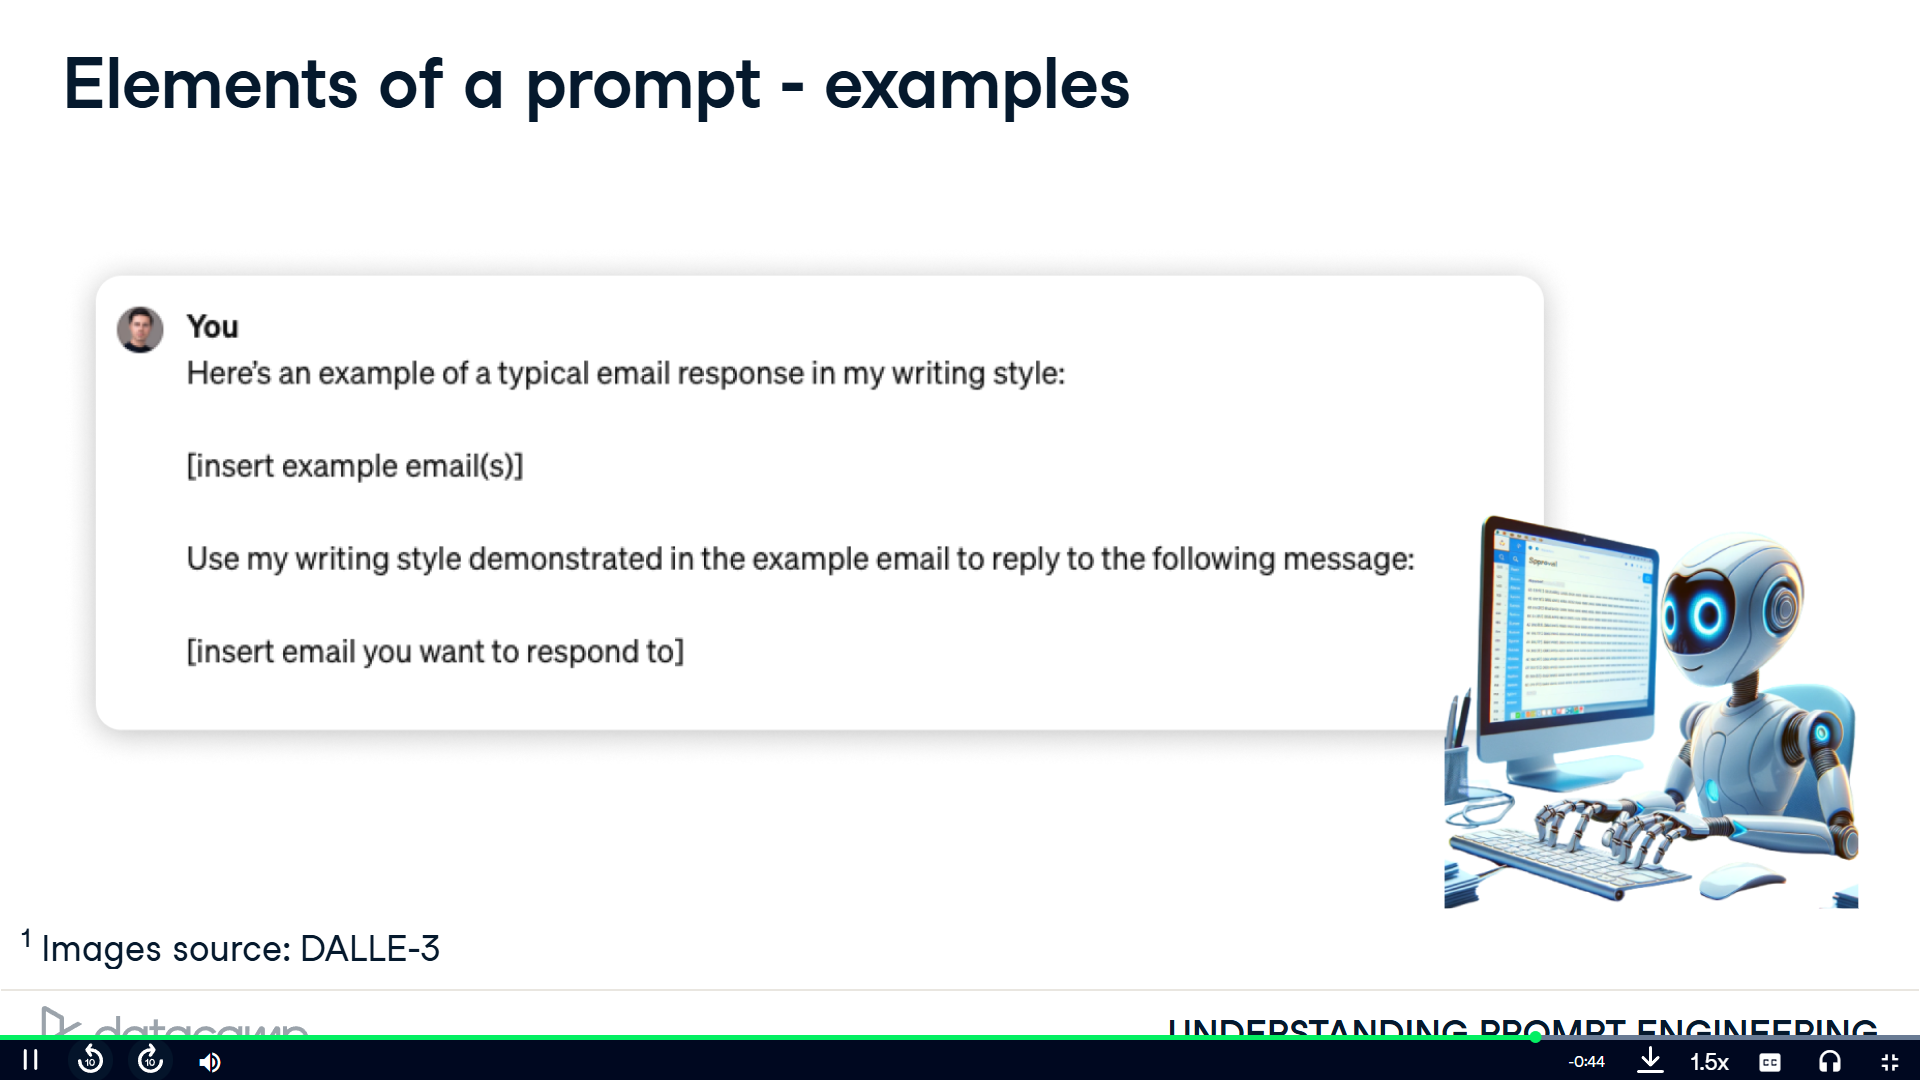 Elements of a prompt - examples
You
Here's an example of a typical email response in my writing style:
[insert example email(s)]
Use my writing style demonstrated in the example email to reply to the following message:
[insert email you want to respond to]
1 Images source: DALLE-3
datacamp
UNDERSTANDING PROMPT ENGINEERING
10
10
-0:44
1.5x
CC